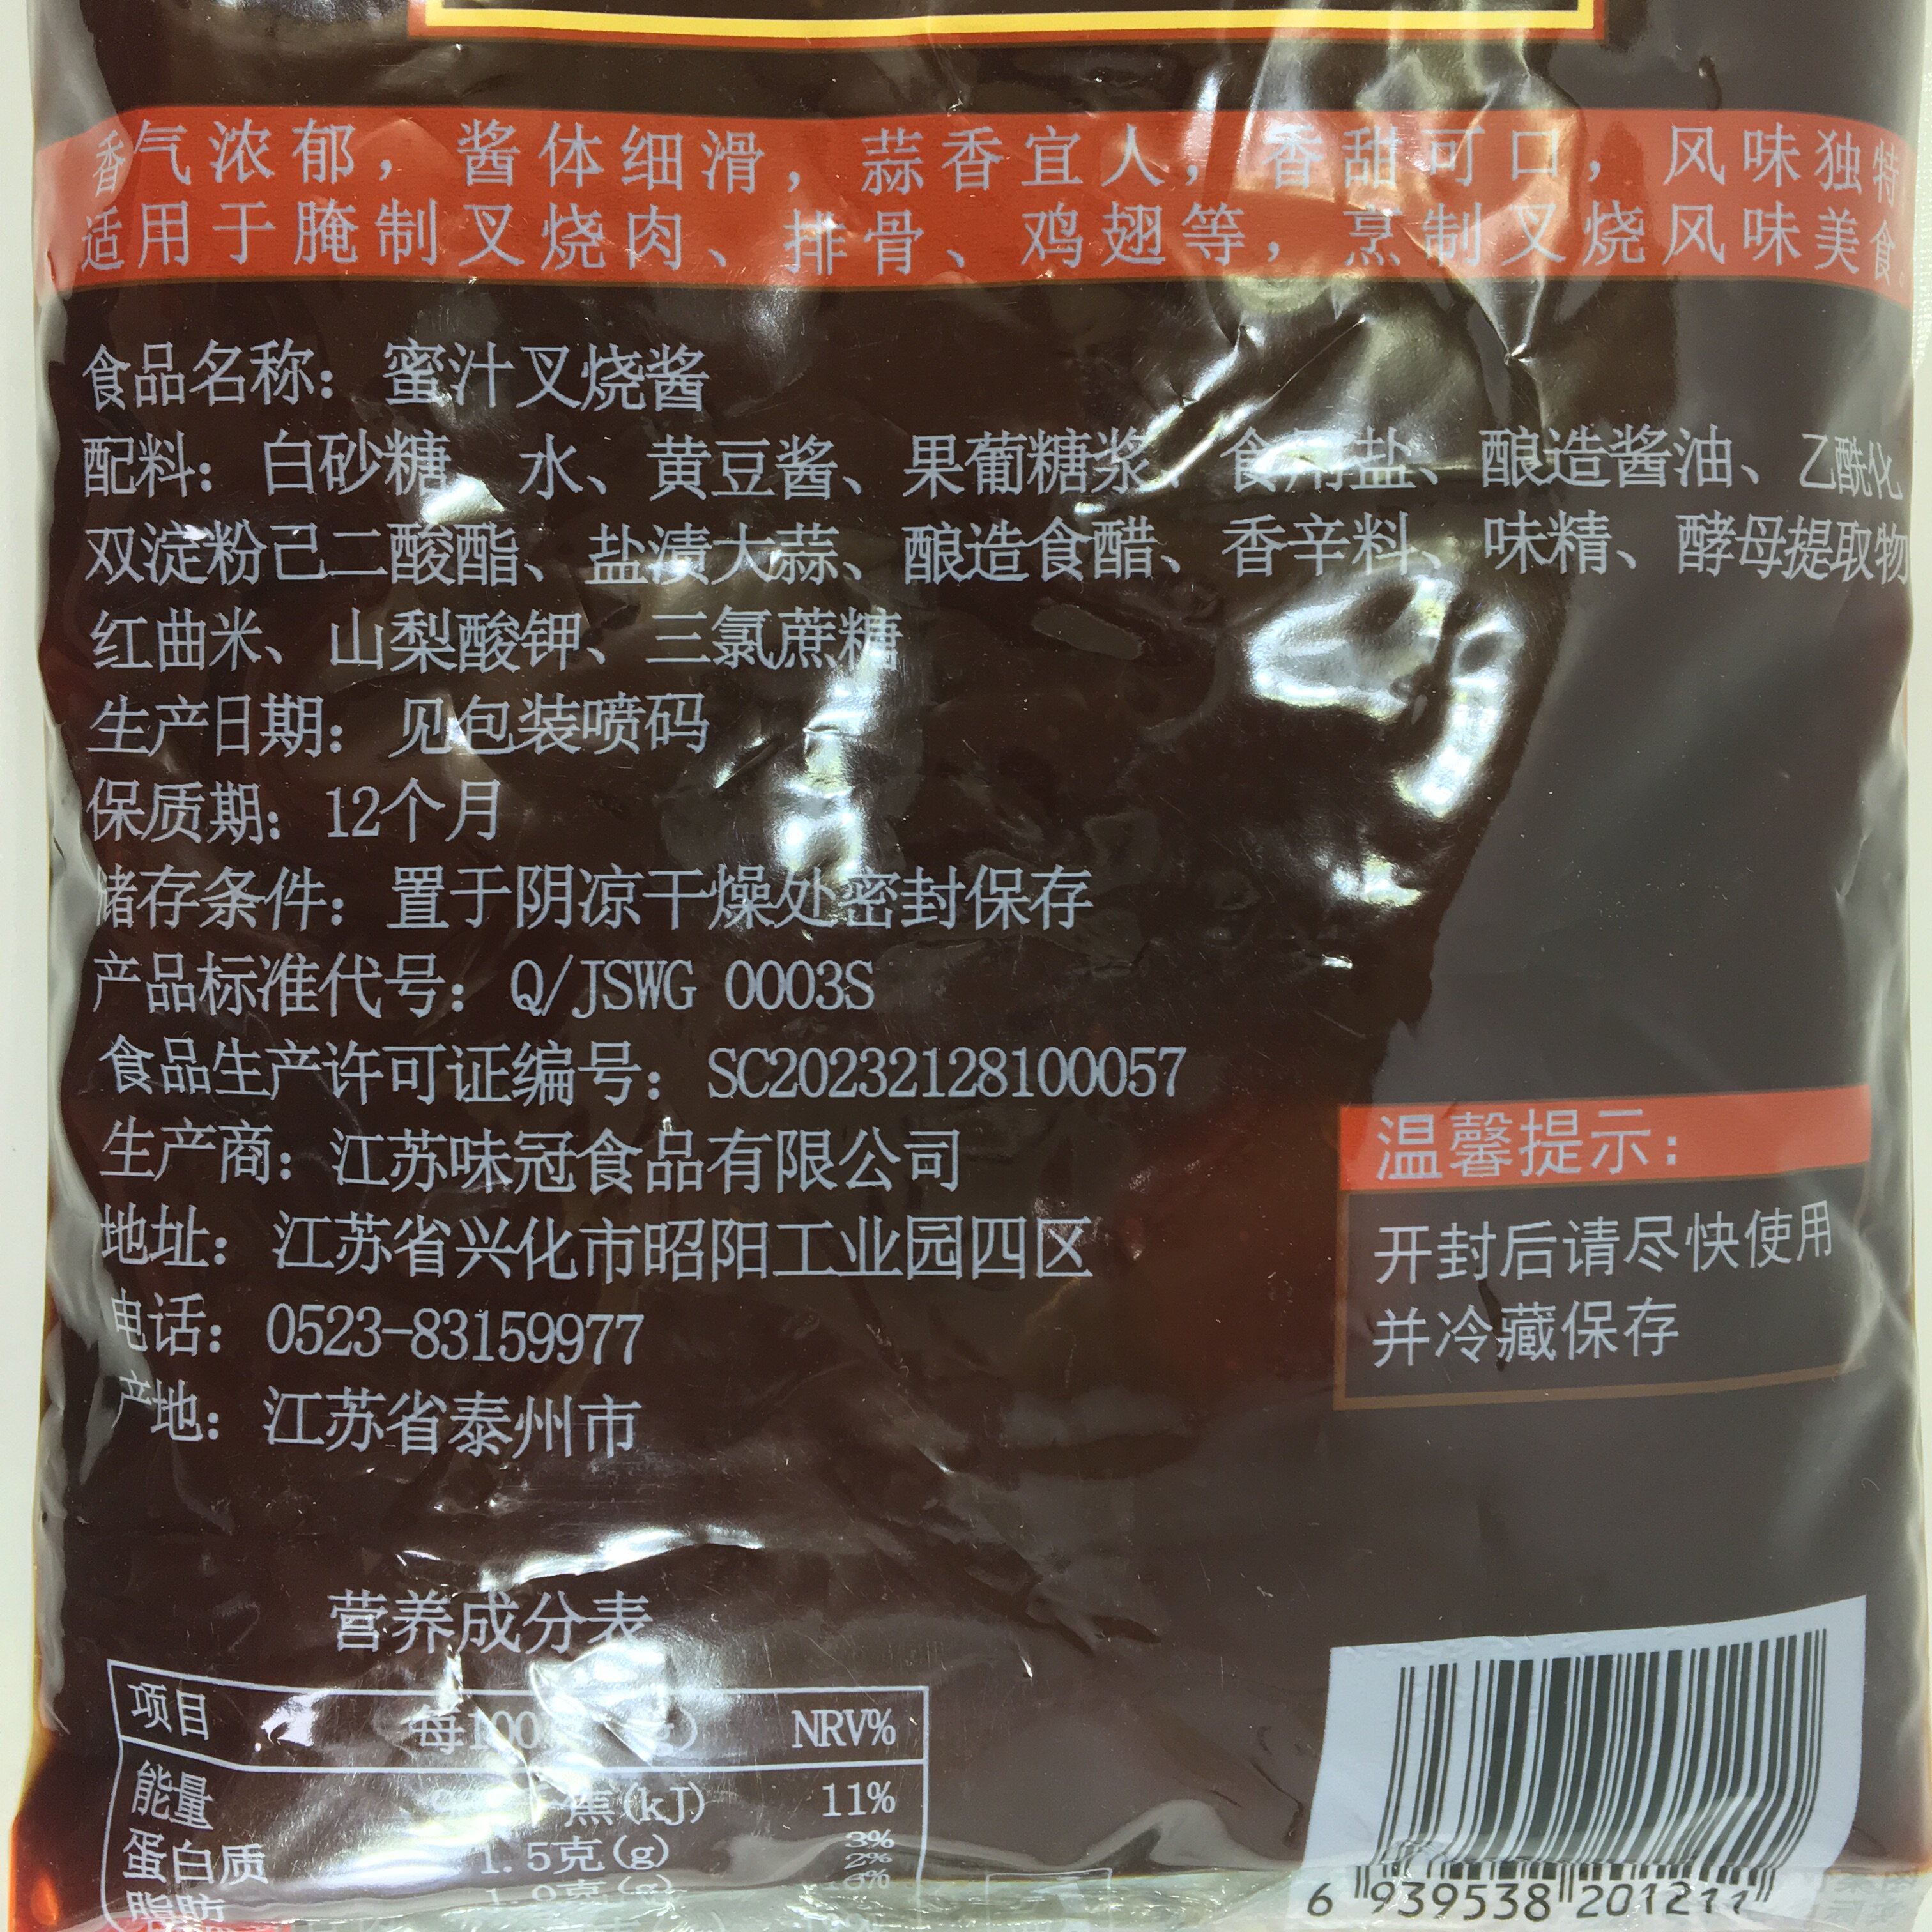 香气浓郁，酱体细滑，蒜香宜人，香甜可口，风味独特
适用于腌制叉烧肉、排骨、鸡翅等，烹制叉烧风味美食。
食品名称：蜜汁叉烧酱
配料：白砂糖、水、黄豆酱、果葡糖浆、食用盐、酿造酱油、乙酰化
双淀粉己二酸酯、盐渍大蒜、酿造食醋、香辛料、味精、酵母提取物
红曲米、山梨酸钾、三氯蔗糖
生产日期：见包装喷码
保质期：12个月
储存条件：置于阴凉干燥处密封保存
产品标准代号：Q/JSWG 0003S
食品生产许可证编号：SC20232128100057
生产商：江苏味冠食品有限公司
地址：江苏省兴化市昭阳工业园四区
电话：0523-83159977
产地：江苏省泰州市
温馨提示：
开封后请尽快使用
并冷藏保存
营养成分表
项目 每100 (g) NRV%
能量 焦(kJ) 11%
蛋白质 1.5克(g) 3%
脂肪 1.0克(g) 2%
6 939538 201211